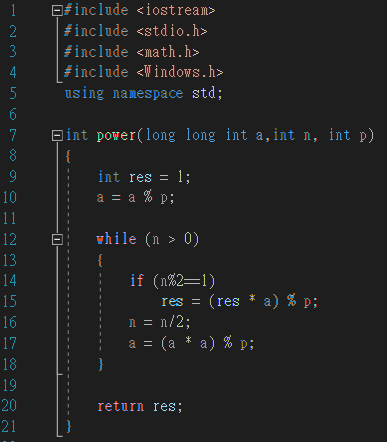 1 #include <iostream>
2 #include <stdio.h>
3 #include <math.h>
4 #include <Windows.h>
5 using namespace std;
6
7 int power(long long int a,int n, int p)
8 {
9 int res = 1;
10 a = a % p;
11
12 while (n > 0)
13 {
14 if (n%2==1)
15 res = (res * a) % p;
16 n = n/2;
17 a = (a * a) % p;
18 }
19
20 return res;
21 }